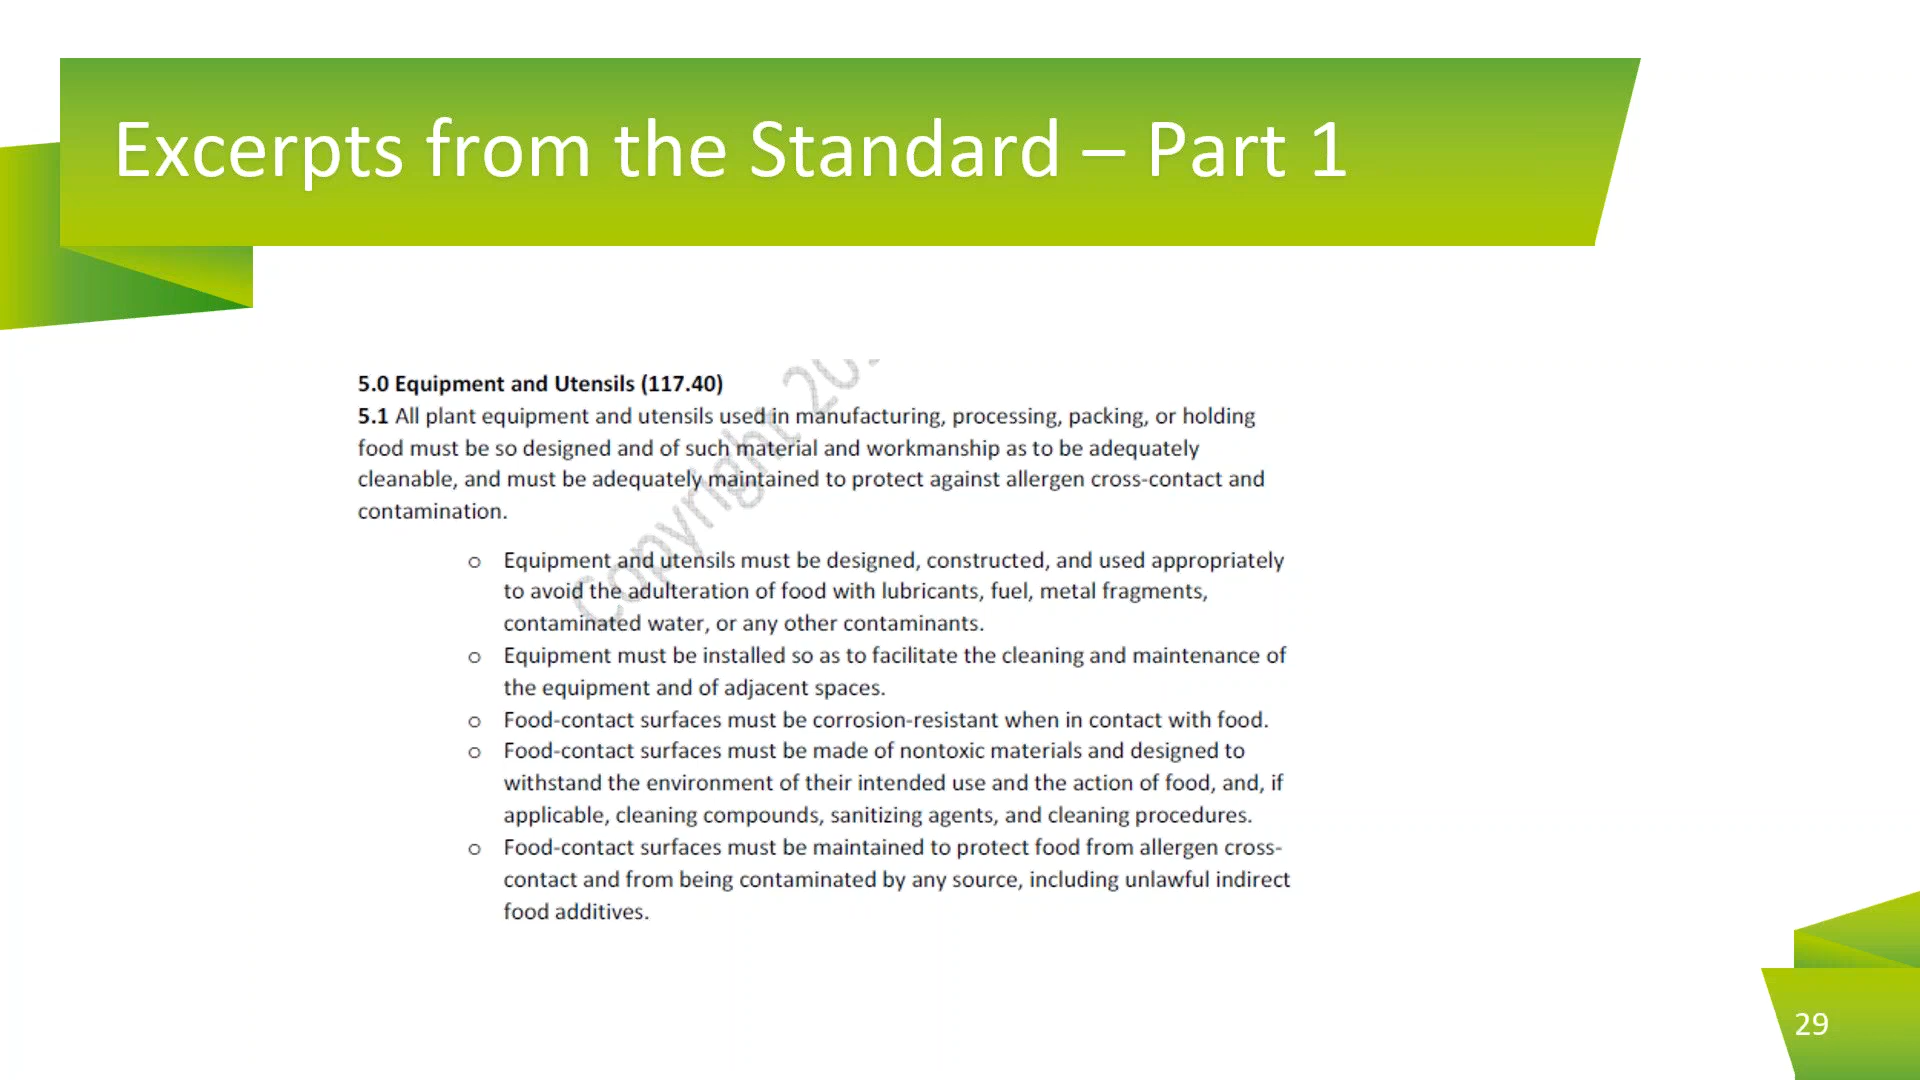 Excerpts from the Standard – Part 1
5.0 Equipment and Utensils (117.40)
5.1 All plant equipment and utensils used in manufacturing, processing, packing, or holding
food must be so designed and of such material and workmanship as to be adequately
cleanable, and must be adequately maintained to protect against allergen cross-contact and
contamination.
o Equipment and utensils must be designed, constructed, and used appropriately
to avoid the adulteration of food with lubricants, fuel, metal fragments,
contaminated water, or any other contaminants.
o Equipment must be installed so as to facilitate the cleaning and maintenance of
the equipment and of adjacent spaces.
o Food-contact surfaces must be corrosion-resistant when in contact with food.
o Food-contact surfaces must be made of nontoxic materials and designed to
withstand the environment of their intended use and the action of food, and, if
applicable, cleaning compounds, sanitizing agents, and cleaning procedures.
o Food-contact surfaces must be maintained to protect food from allergen cross-
contact and from being contaminated by any source, including unlawful indirect
food additives.
Copyright
29